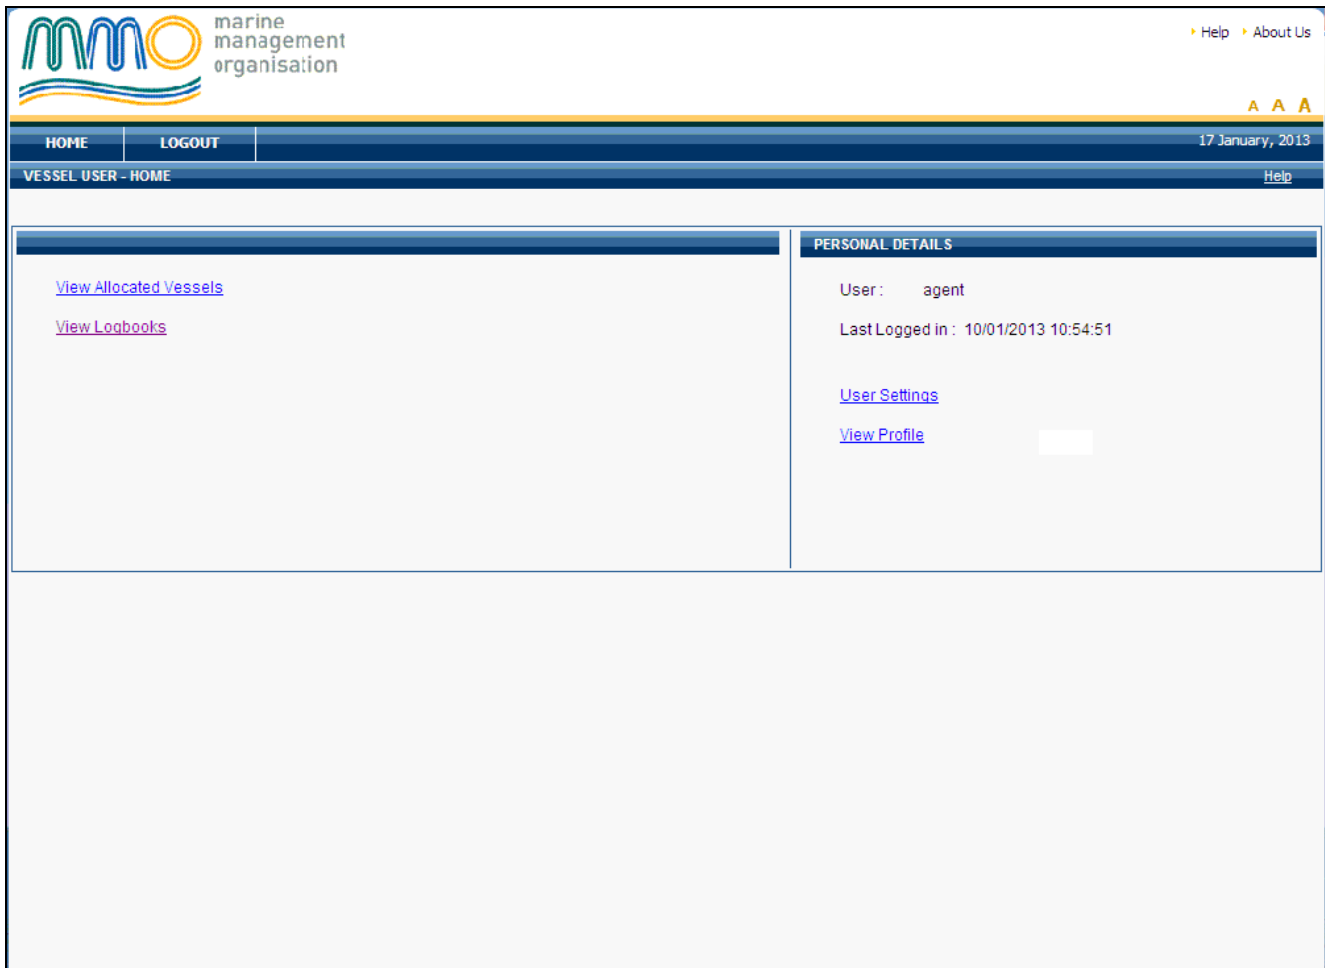 mmo
marine
management
organisation
Help About Us
A A A
HOME LOGOUT 17 January, 2013
VESSEL USER - HOME Help
PERSONAL DETAILS
View Allocated Vessels
View Logbooks
User : agent
Last Logged in : 10/01/2013 10:54:51
User Settings
View Profile